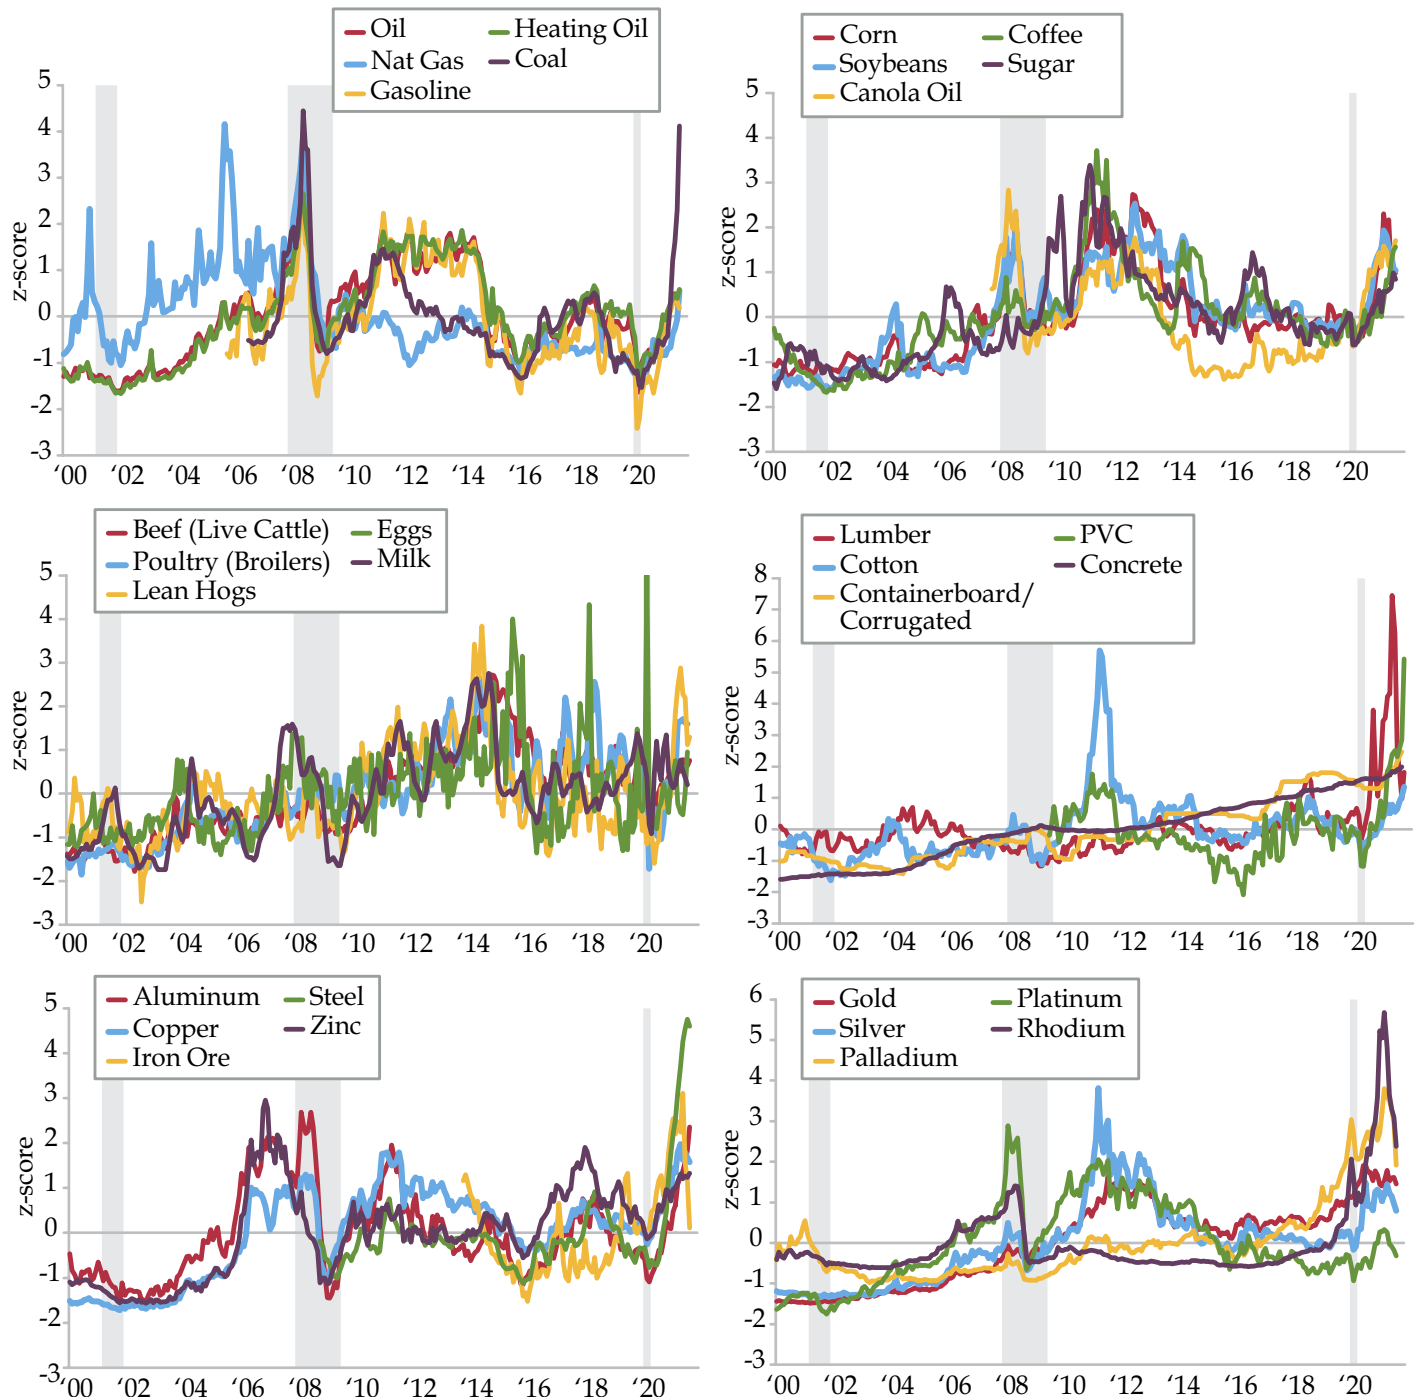 Oil
Heating Oil
Nat Gas
Coal
Gasoline
z-score
5
4
3
2
1
0
-1
-2
-3
‘00 ‘02 ‘04 ‘06 ‘08 ‘10 ‘12 ‘14 ‘16 ‘18 ‘20
Corn
Coffee
Soybeans
Sugar
Canola Oil
z-score
5
4
3
2
1
0
-1
-2
-3
‘00 ‘02 ‘04 ‘06 ‘08 ‘10 ‘12 ‘14 ‘16 ‘18 ‘20
Beef (Live Cattle)
Eggs
Poultry (Broilers)
Milk
Lean Hogs
z-score
5
4
3
2
1
0
-1
-2
-3
‘00 ‘02 ‘04 ‘06 ‘08 ‘10 ‘12 ‘14 ‘16 ‘18 ‘20
Lumber
PVC
Cotton
Concrete
Containerboard/
Corrugated
z-score
8
7
6
5
4
3
2
1
0
-1
-2
-3
‘00 ‘02 ‘04 ‘06 ‘08 ‘10 ‘12 ‘14 ‘16 ‘18 ‘20
Aluminum
Steel
Copper
Zinc
Iron Ore
z-score
5
4
3
2
1
0
-1
-2
-3
‘00 ‘02 ‘04 ‘06 ‘08 ‘10 ‘12 ‘14 ‘16 ‘18 ‘20
Gold
Platinum
Silver
Rhodium
Palladium
z-score
6
5
4
3
2
1
0
-1
-2
-3
‘00 ‘02 ‘04 ‘06 ‘08 ‘10 ‘12 ‘14 ‘16 ‘18 ‘20